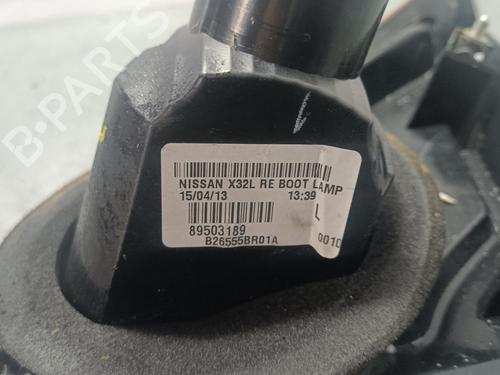 B-PARTS
NISSAN X32L RE BOOT LAMP
15/04/13 13:39
L
89503189
B26555BR01A
0010